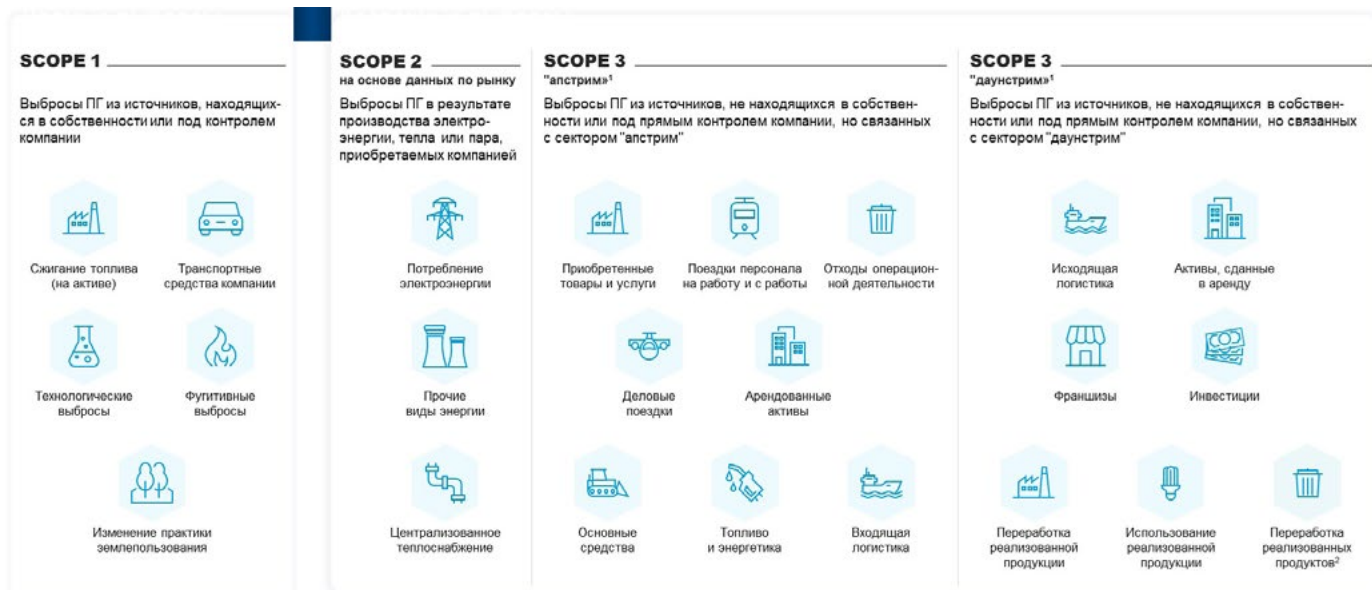 SCOPE 1
Выбросы ПГ из источников, находящих-
ся в собственности или под контролем
компании
Сжигание топлива
(на активе)
Транспортные
средства компании
Технологические
выбросы
Фугитивные
выбросы
Изменение практики
землепользования
SCOPE 2
на основе данных по рынку
Выбросы ПГ в результате
производства электро-
энергии, тепла или пара,
приобретаемых компанией
Потребление
электроэнергии
Прочие
виды энергии
Централизованное
теплоснабжение
SCOPE 3
"апстрим»¹
Выбросы ПГ из источников, не находящихся в собствен-
ности или под прямым контролем компании, но связанных
с сектором "апстрим"
Приобретенные
товары и услуги
Поездки персонала
на работу и с работы
Отходы операцион-
ной деятельности
Деловые
поездки
Арендованные
активы
Основные
средства
Топливо
и энергетика
Входящая
логистика
SCOPE 3
"даунстрим»¹
Выбросы ПГ из источников, не находящихся в собствен-
ности или под прямым контролем компании, но связанных
с сектором "даунстрим"
Исходящая
логистика
Активы, сданные
в аренду
Франшизы
Инвестиции
Переработка
реализованной
продукции
Использование
реализованной
продукции
Переработка
реализованных
продуктов²